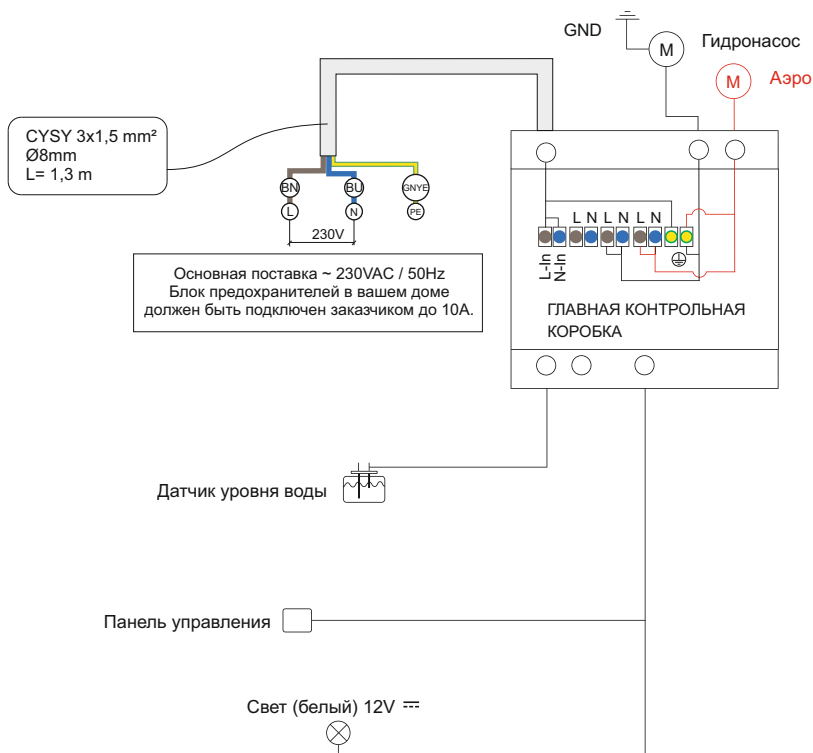 GND
M
Гидронасос
M
Аэро
CYSY 3x1,5 mm²
Ø8mm
L= 1,3 m
BN
BU
GNYE
L
N
PE
230V
L N L N L N
L-In
N-In
Основная поставка ~ 230VAC / 50Hz
Блок предохранителей в вашем доме
должен быть подключен заказчиком до 10A.
ГЛАВНАЯ КОНТРОЛЬНАЯ
КОРОБКА
Датчик уровня воды
Панель управления
Свет (белый) 12V